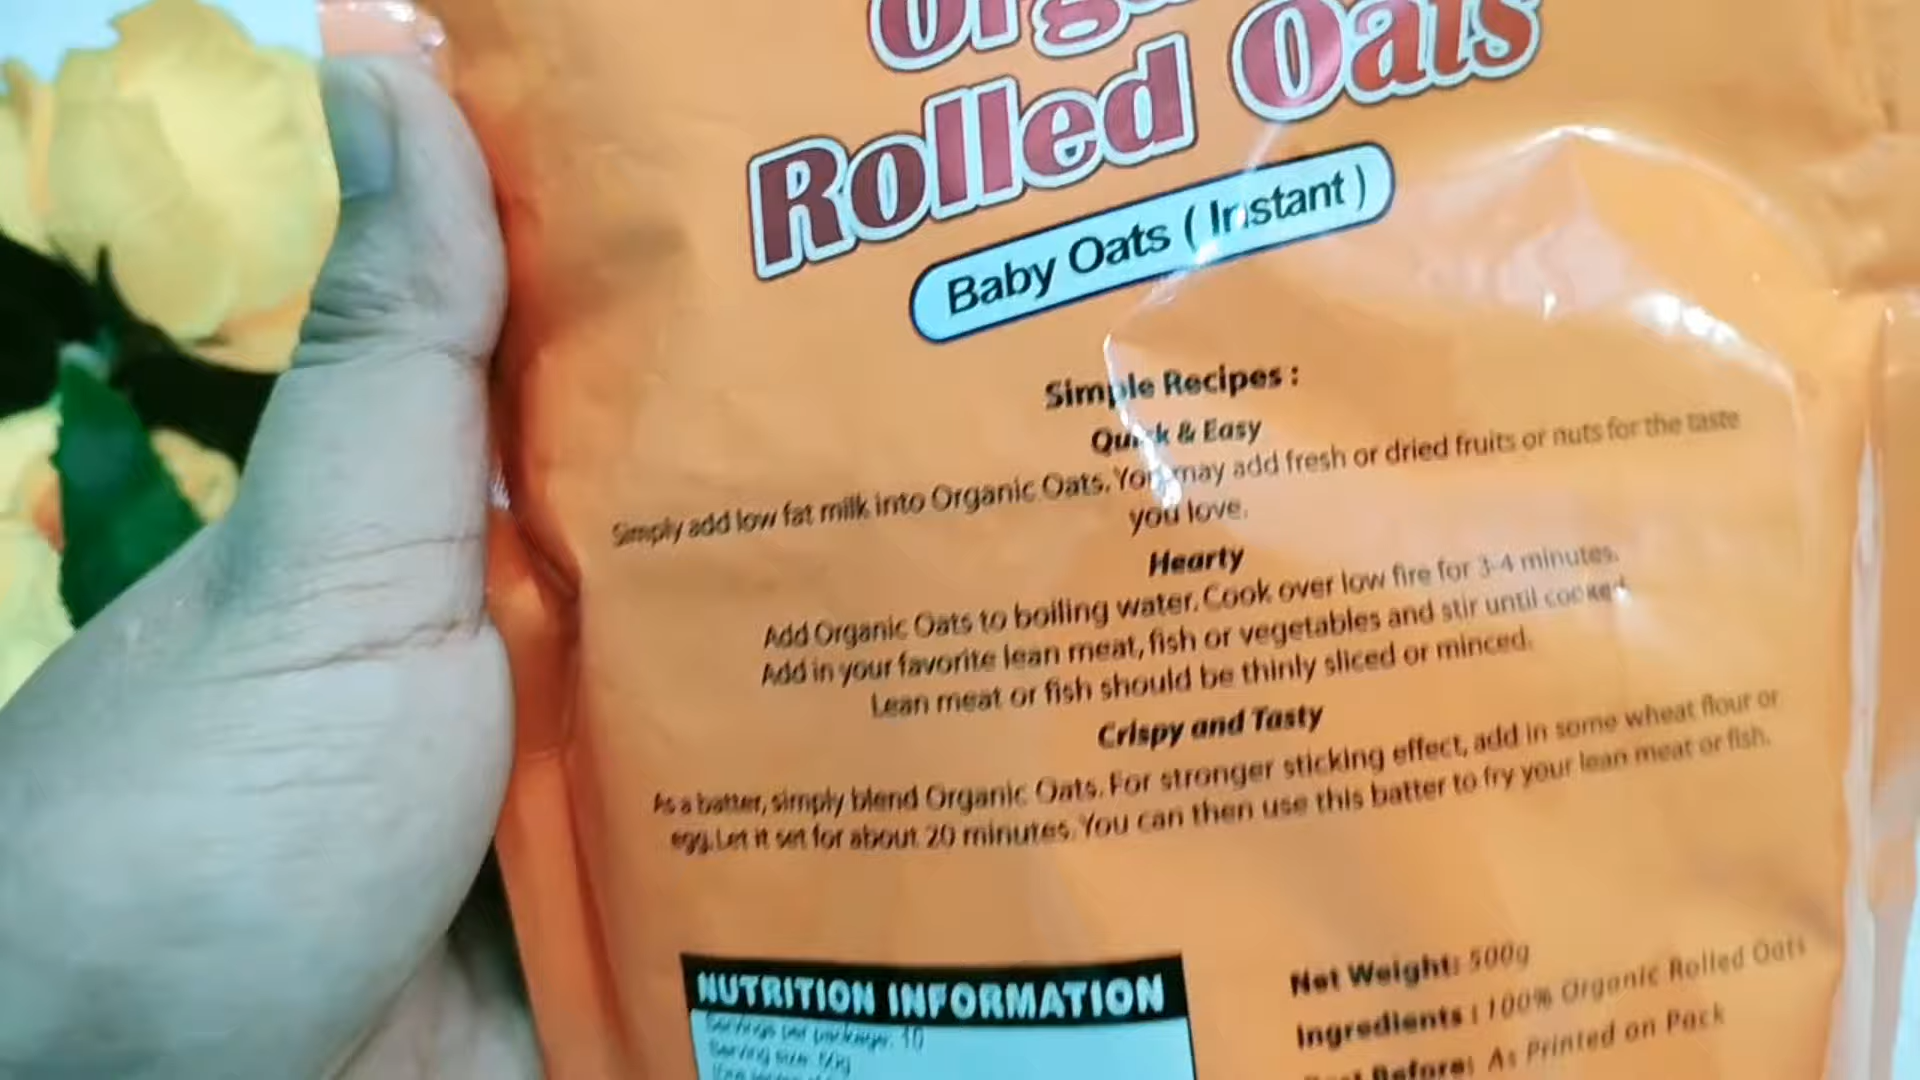 Orga
Rolled Oats
Baby Oats ( Instant )
Simple Recipes :
Quick & Easy
Simply add low fat milk into Organic Oats. You may add fresh or dried fruits or nuts for the taste
you love.
Hearty
Add Organic Oats to boiling water. Cook over low fire for 3-4 minutes.
Add in your favorite lean meat, fish or vegetables and stir until cooked.
Lean meat or fish should be thinly sliced or minced.
Crispy and Tasty
As a batter, simply blend Organic Oats. For stronger sticking effect, add in some wheat flour or
egg. Let it set for about 20 minutes. You can then use this batter to fry your lean meat or fish.
NUTRITION INFORMATION
Servings per package: 10
Serving size: 50g
Net Weight: 500g
Ingredients : 100% Organic Rolled Oats
Before: As Printed on Pack